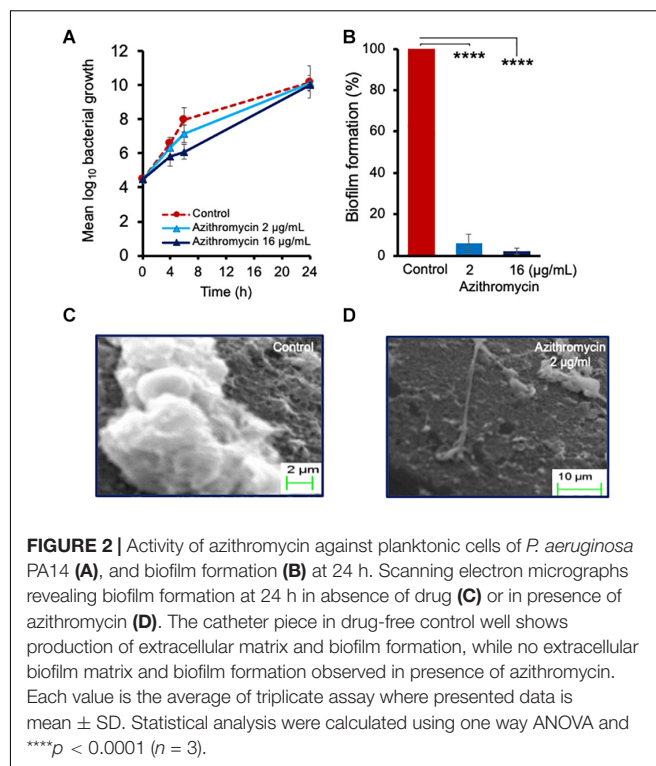 A
Mean log10 bacterial growth
12
10
8
6
4
2
0
Control
Azithromycin 2 µg/mL
Azithromycin 16 µg/mL
0 4 8 12 16 20 24
Time (h)
B
Biofilm formation (%)
100
80
60
40
20
0
****
****
Control 2 16 (µg/mL)
Azithromycin
C
Control
2 µm
D
Azithromycin
2 µg/ml
10 µm
FIGURE 2 | Activity of azithromycin against planktonic cells of P. aeruginosa
PA14 (A), and biofilm formation (B) at 24 h. Scanning electron micrographs
revealing biofilm formation at 24 h in absence of drug (C) or in presence of
azithromycin (D). The catheter piece in drug-free control well shows
production of extracellular matrix and biofilm formation, while no extracellular
biofilm matrix and biofilm formation observed in presence of azithromycin.
Each value is the average of triplicate assay where presented data is
mean ± SD. Statistical analysis were calculated using one way ANOVA and
****p < 0.0001 (n = 3).